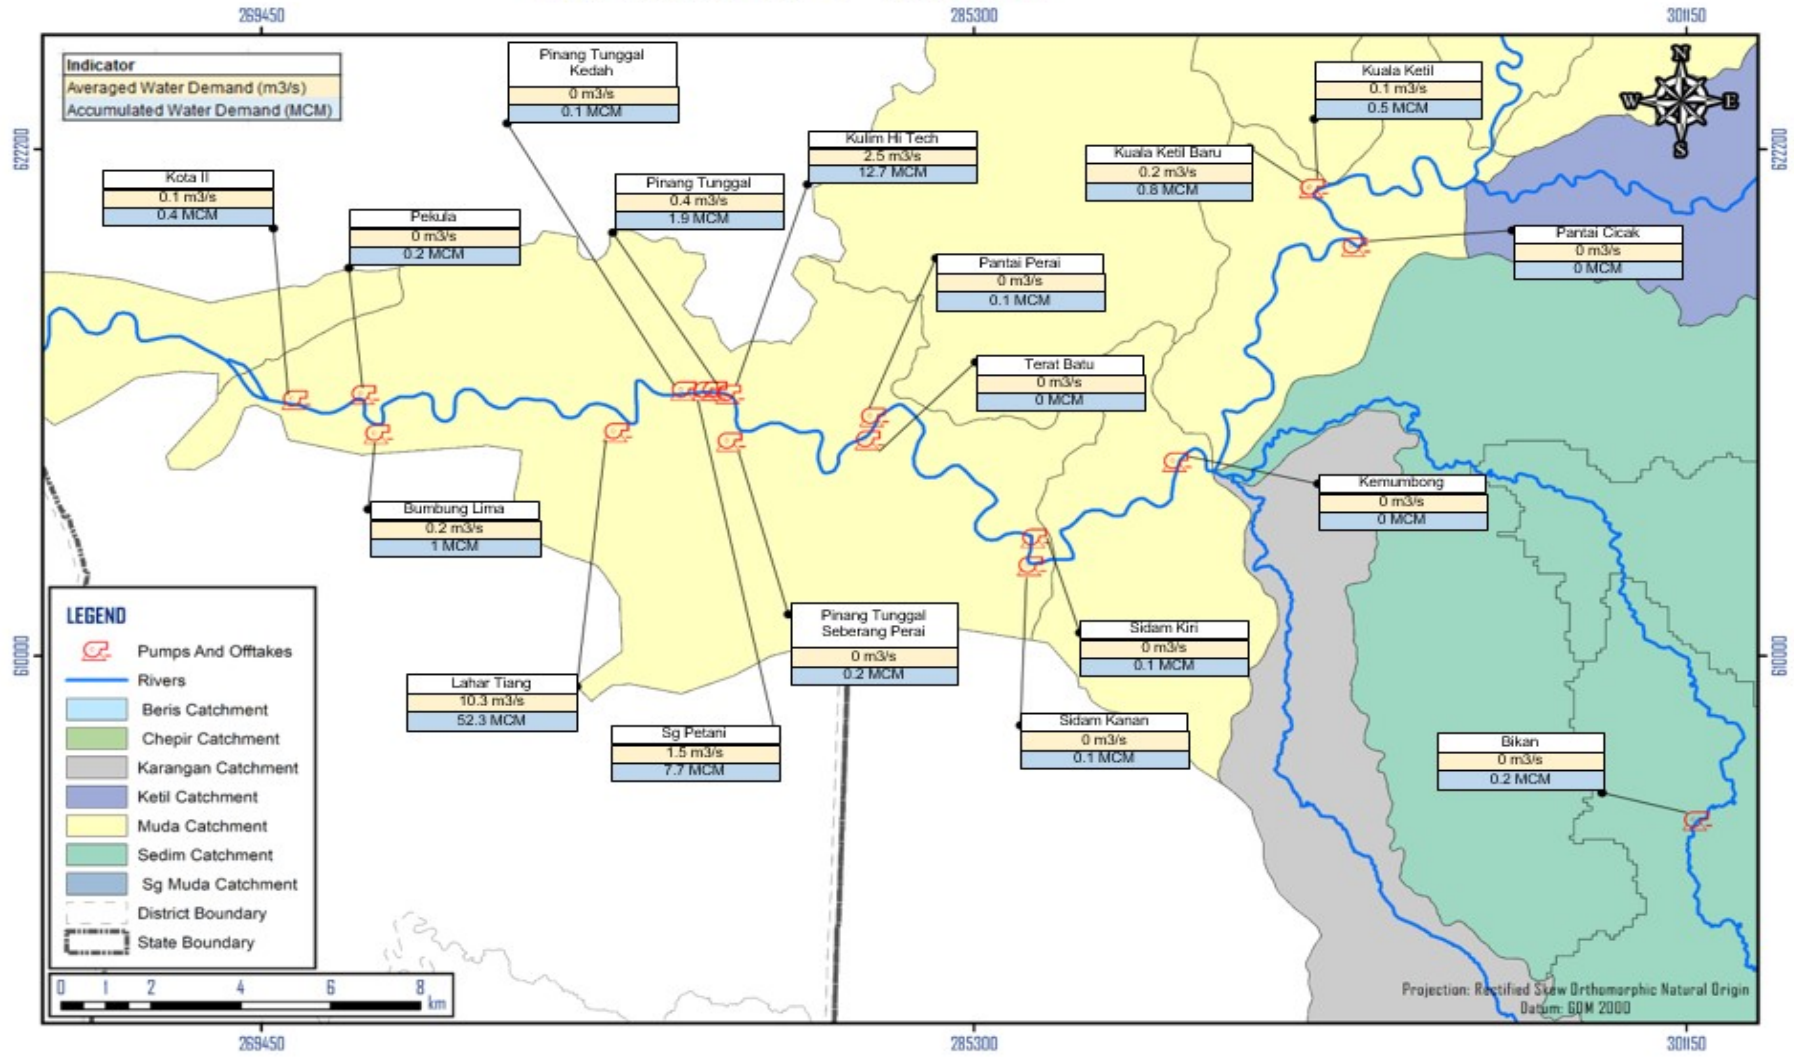 269450
285300
301150
Indicator
Averaged Water Demand (m3/s)
Accumulated Water Demand (MCM)
Pinang Tunggal
Kedah
0 m3/s
0.1 MCM
Kuala Ketil
0.1 m3/s
0.5 MCM
N
W
E
S
622200
622200
Kulim Hi Tech
2.5 m3/s
12.7 MCM
Kuala Ketil Baru
0.2 m3/s
0.8 MCM
Kota II
0.1 m3/s
0.4 MCM
Pinang Tunggal
0.4 m3/s
1.9 MCM
Pekula
0 m3/s
0.2 MCM
Pantai Cicak
0 m3/s
0 MCM
Pantai Perai
0 m3/s
0.1 MCM
Terat Batu
0 m3/s
0 MCM
Kemumbong
0 m3/s
0 MCM
Bumbung Lima
0.2 m3/s
1 MCM
Pinang Tunggal
Seberang Perai
0 m3/s
0.2 MCM
Sidam Kiri
0 m3/s
0.1 MCM
610000
610000
Lahar Tiang
10.3 m3/s
52.3 MCM
Sg Petani
1.5 m3/s
7.7 MCM
Sidam Kanan
0 m3/s
0.1 MCM
Bikan
0 m3/s
0.2 MCM
LEGEND
Pumps And Offtakes
Rivers
Beris Catchment
Chepir Catchment
Karangan Catchment
Ketil Catchment
Muda Catchment
Sedim Catchment
Sg Muda Catchment
District Boundary
State Boundary
0 1 2 4 6 8
km
Projection: Rectified Skew Orthomorphic Natural Origin
Datum: GDM 2000
269450
285300
301150